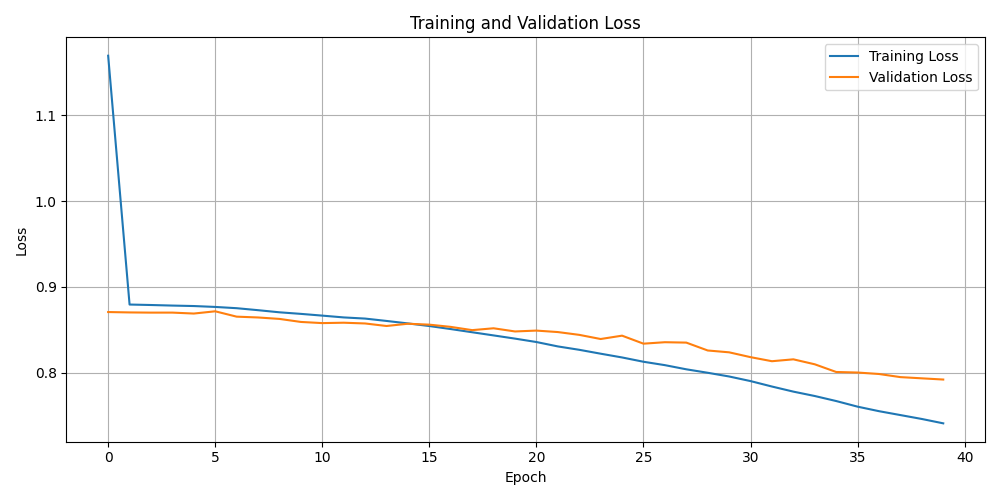 Training and Validation Loss
Training Loss
Validation Loss
Loss
1.1
1.0
0.9
0.8
0 5 10 15 20 25 30 35 40
Epoch